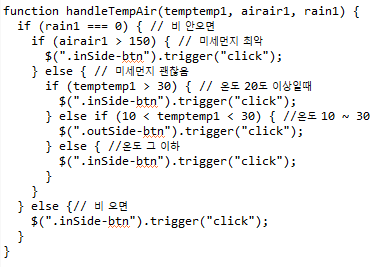 function handleTempAir(temptemp1, airair1, rain1) {
  if (rain1 === 0) { // 비 안으면
    if (airair1 > 150) { // 미세먼지 최악
      $(".inSide-btn").trigger("click");
    } else { // 미세먼지 괜찮음
      if (temptemp1 > 30) { // 온도 20도 이상일때
        $(".inSide-btn").trigger("click");
      } else if (10 < temptemp1 < 30) { //온도 10 ~ 30
        $(".outSide-btn").trigger("click");
      } else { //온도 그 이하
        $(".inSide-btn").trigger("click");
      }
    }
  } else {// 비 으면
    $(".inSide-btn").trigger("click");
  }
}